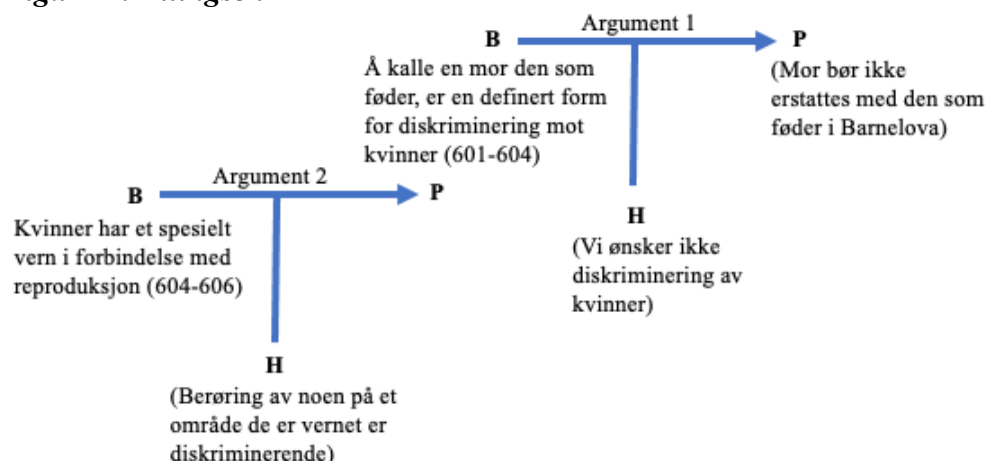 Argument 1
B
P
Å kalle en mor den som
føder, er en definert form
for diskriminering mot
kvinner (601-604)
(Mor bør ikke
erstattes med den som
føder i Barnelova)
H
(Vi ønsker ikke
diskriminering av
kvinner)
Argument 2
B
P
Kvinner har et spesielt
vern i forbindelse med
reproduksjon (604-606)
H
(Berøring av noen på et
område de er vernet er
diskriminerende)